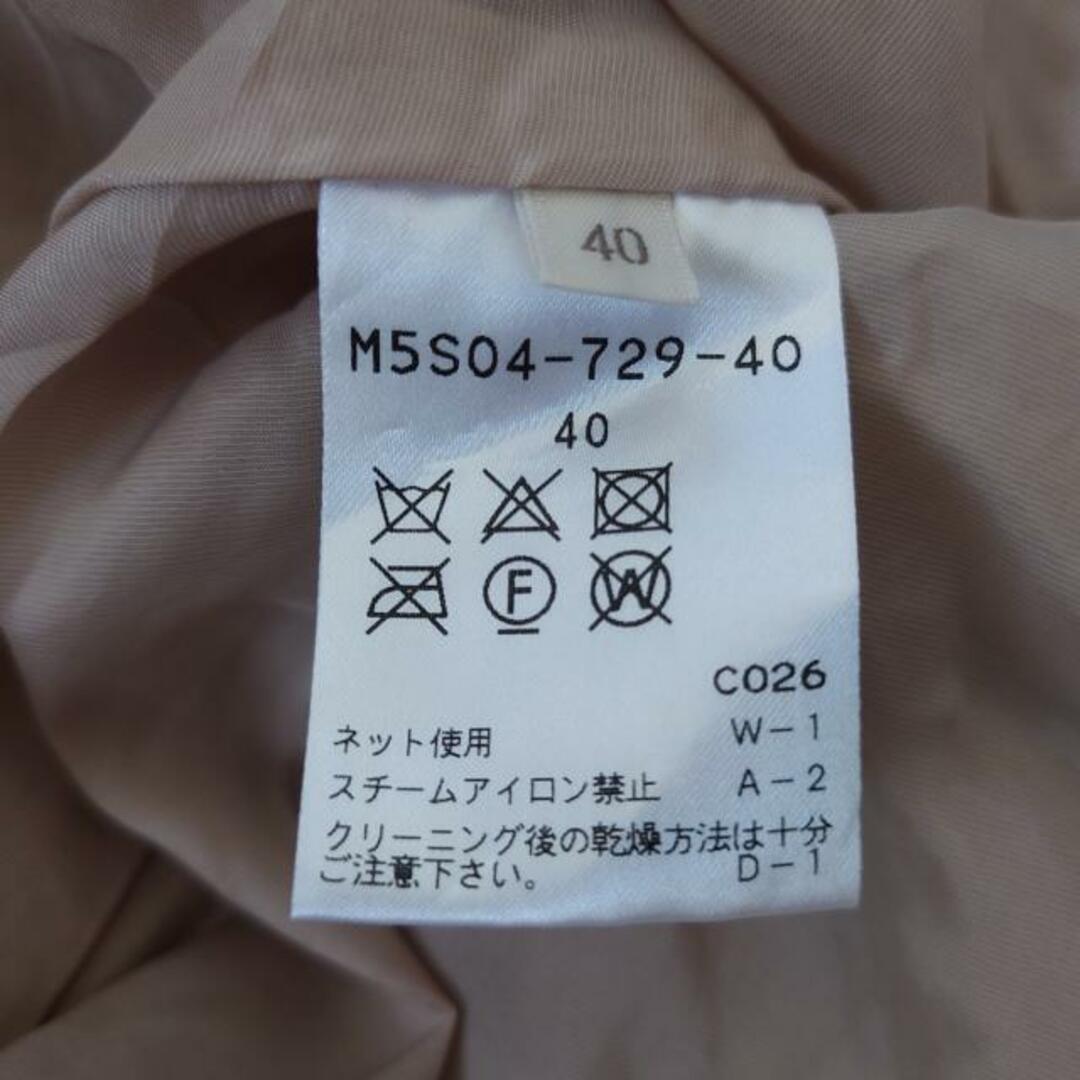 40
M5S04-729-40
40
F W
C026
ネット使用 W-1
スチームアイロン禁止 A-2
クリーニング後の乾燥方法は十分
ご注意下さい。 D-1